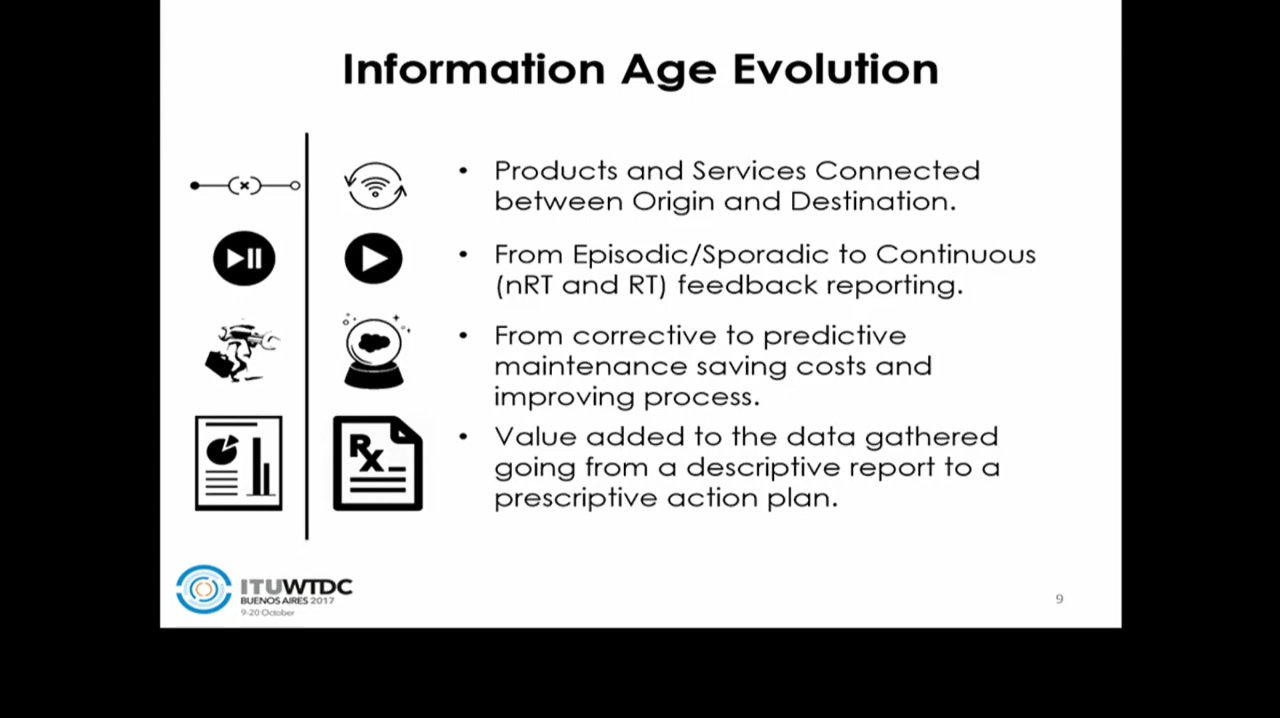 Information Age Evolution
• Products and Services Connected
between Origin and Destination.
• From Episodic/Sporadic to Continuous
(nRT and RT) feedback reporting.
• From corrective to predictive
maintenance saving costs and
improving process.
• Value added to the data gathered
going from a descriptive report to a
prescriptive action plan.
Rx
ITUWTDC
BUENOS AIRES 2017
9-20 October
9